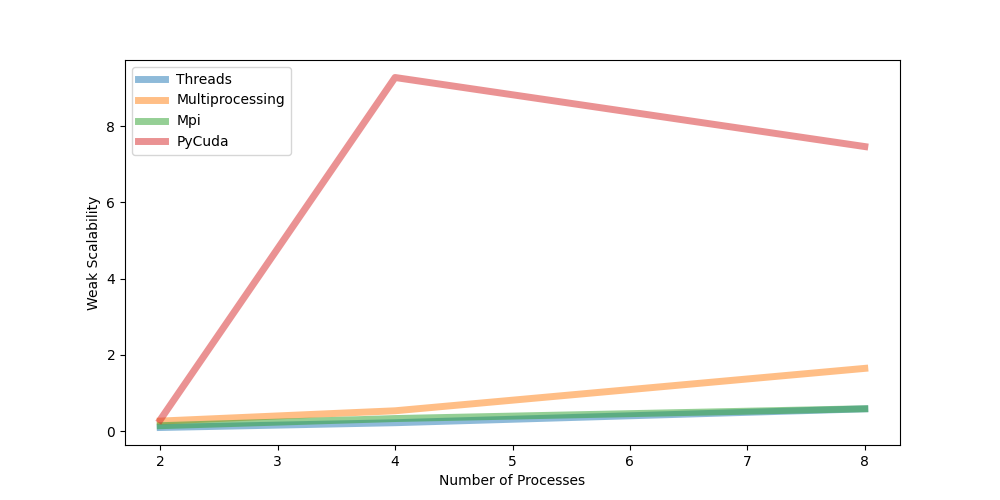 Threads
Multiprocessing
Mpi
PyCuda
Weak Scalability
8
6
4
2
0
2 3 4 5 6 7 8
Number of Processes